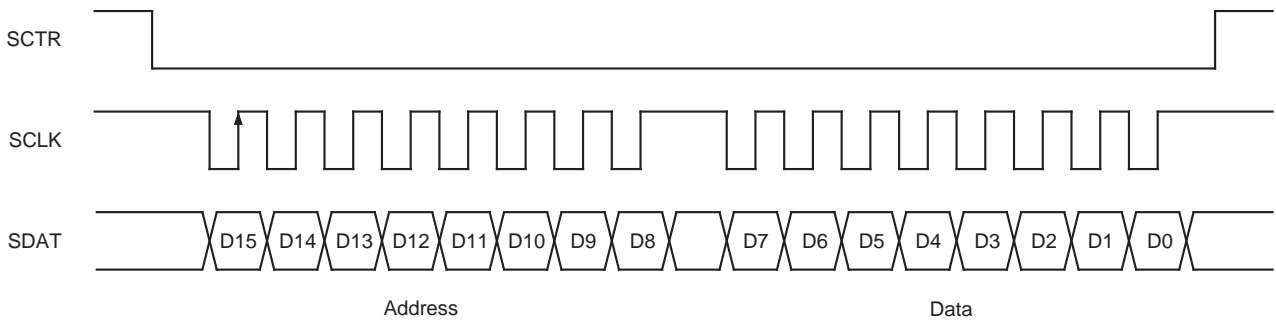 SCTR
SCLK
SDAT D15 D14 D13 D12 D11 D10 D9 D8 D7 D6 D5 D4 D3 D2 D1 D0
Address Data